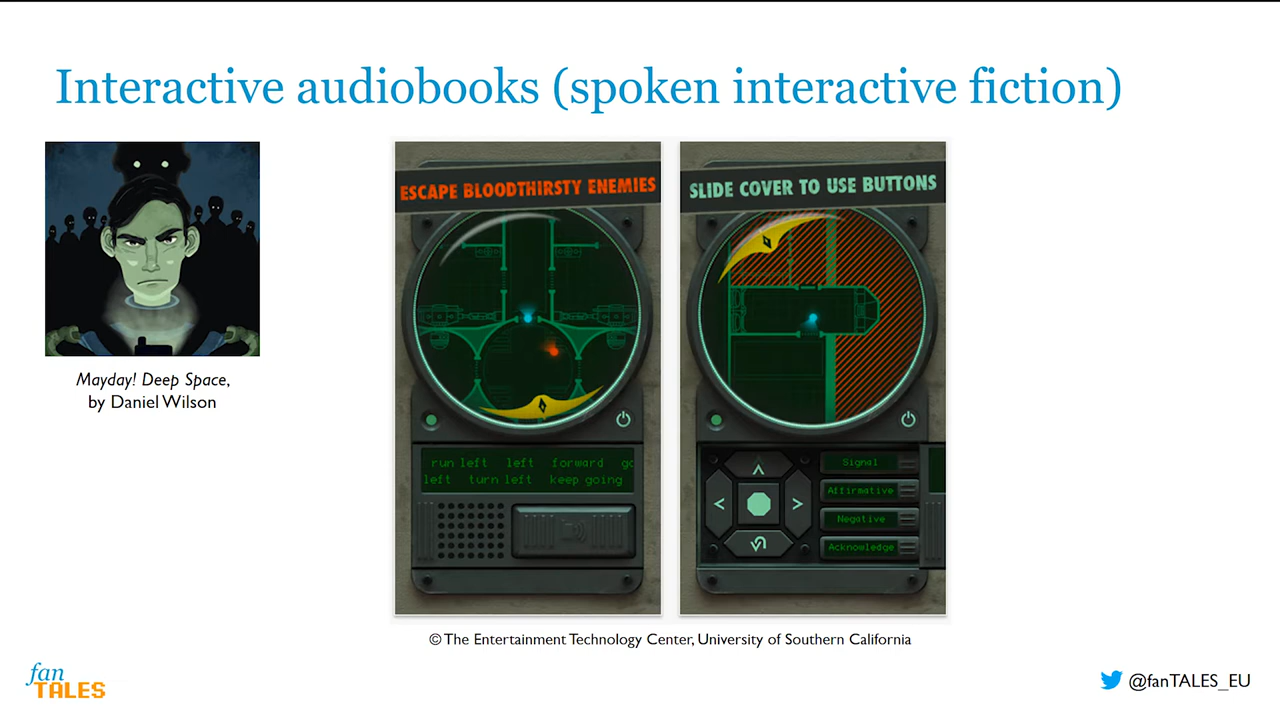 Interactive audiobooks (spoken interactive fiction)
Mayday! Deep Space,
by Daniel Wilson
ESCAPE BLOODTHIRSTY ENEMIES
run left left forward go
left turn left keep going
SLIDE COVER TO USE BUTTONS
Signal
Affirmative
Negative
Acknowledge
© The Entertainment Technology Center, University of Southern California
fan
TALES
@fanTALES_EU